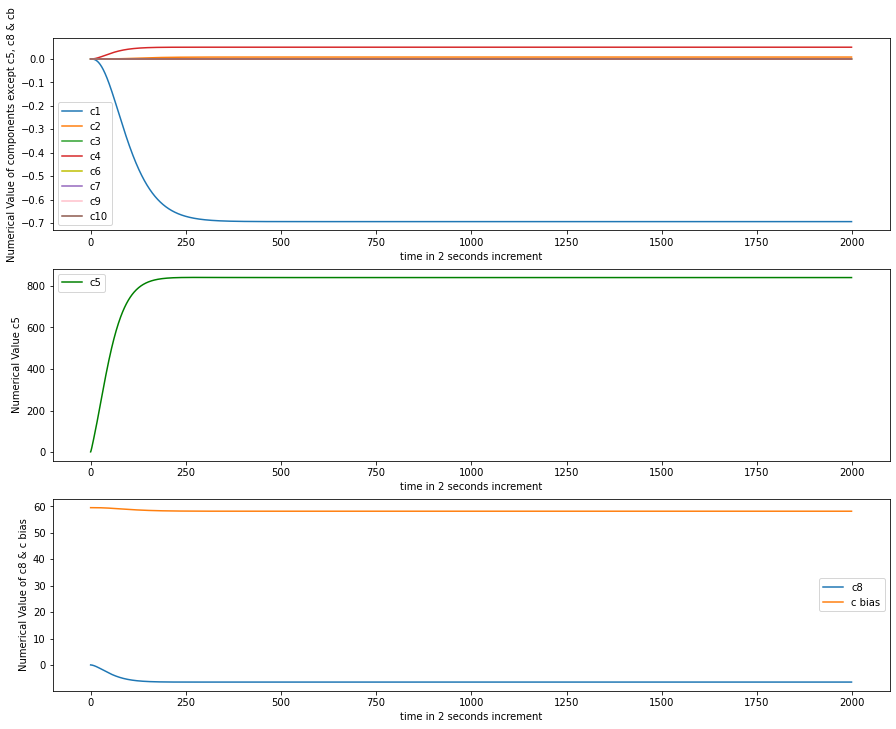 Numerical Value of components except c5, c8 & cb
0.0
−0.1
−0.2
−0.3
−0.4
−0.5
−0.6
−0.7
c1
c2
c3
c4
c6
c7
c9
c10
0 250 500 750 1000 1250 1500 1750 2000
time in 2 seconds increment
Numerical Value c5
800
600
400
200
0
c5
0 250 500 750 1000 1250 1500 1750 2000
time in 2 seconds increment
Numerical Value of c8 & c bias
60
50
40
30
20
10
0
c8
c bias
0 250 500 750 1000 1250 1500 1750 2000
time in 2 seconds increment